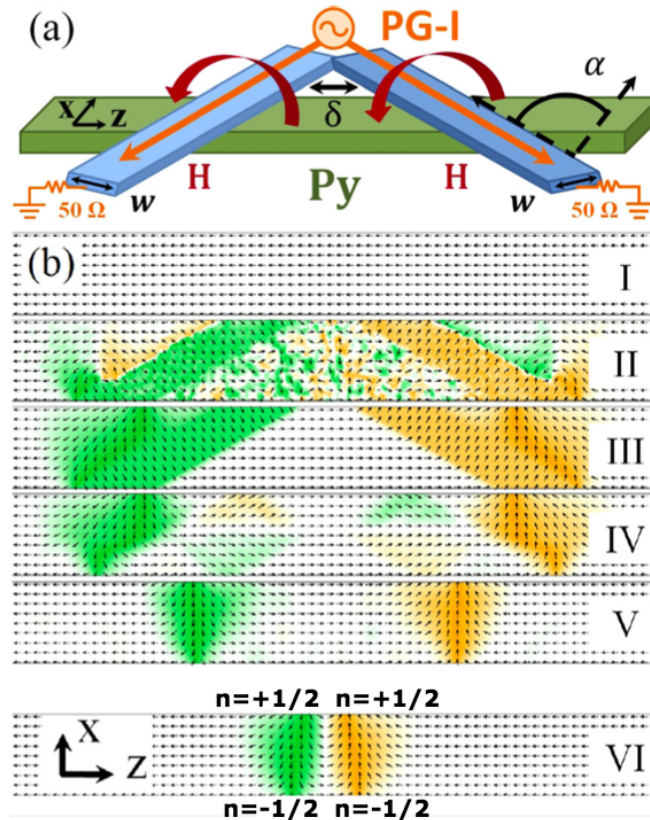 (a)
PG-I
α
x z
δ
H
Py
H
w
w
50 Ω
50 Ω
(b)
I
II
III
IV
V
n=+1/2 n=+1/2
X
Z
VI
n=-1/2 n=-1/2